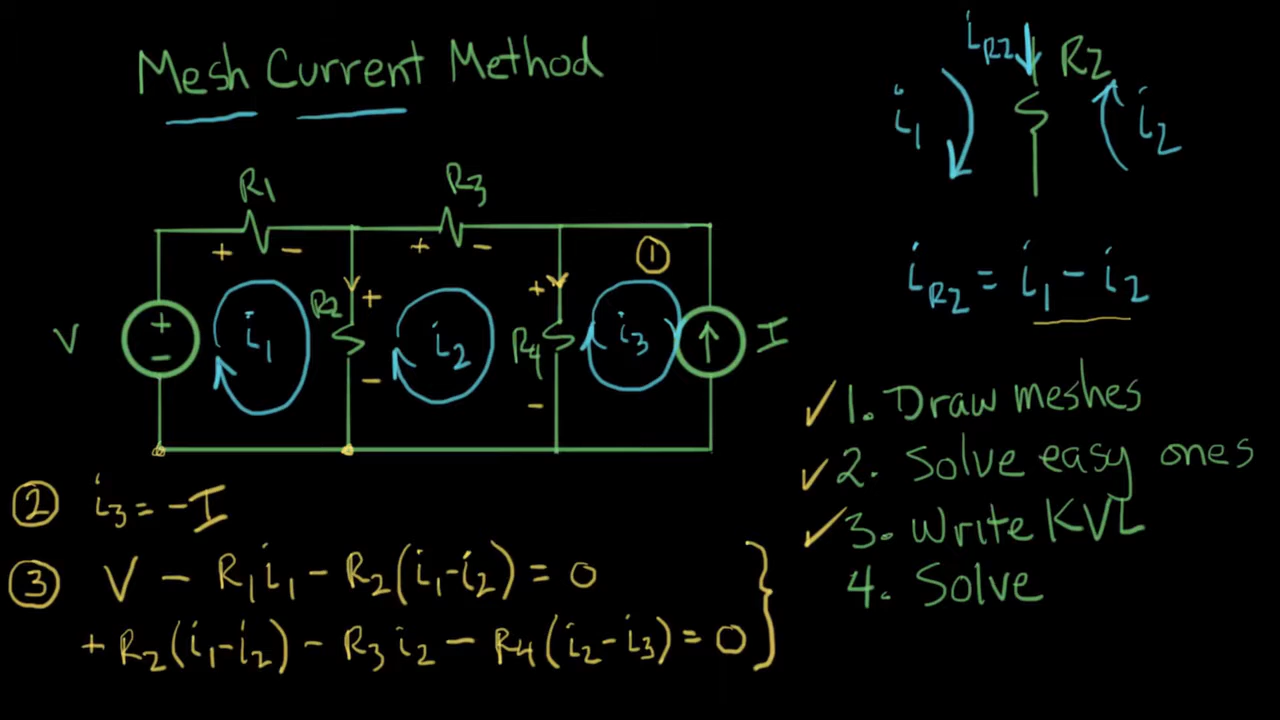 Mesh Current Method
iR2 R2
i1 i2
R1 R3
+ − + − 1
iR2 = i1 − i2
V + − i1 R2 + − i2 + R4 − i3 I
✓ 1. Draw meshes
✓ 2. Solve easy ones
✓ 3. Write KVL
4. Solve
② i3 = −I
③ V − R1i1 − R2(i1−i2) = 0
+ R2(i1−i2) − R3i2 − R4(i2−i3) = 0 }